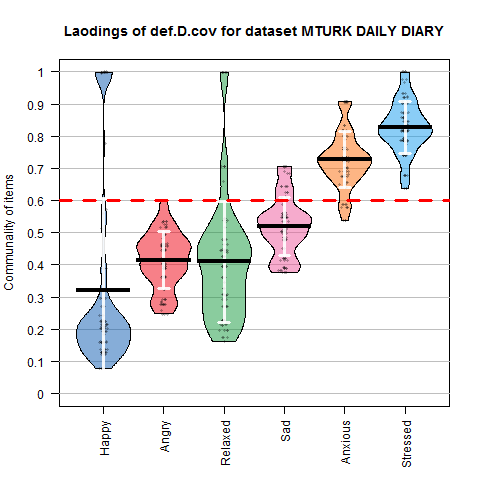 Laodings of def.D.cov for dataset MTURK DAILY DIARY
Communality of items
1
0.9
0.8
0.7
0.6
0.5
0.4
0.3
0.2
0.1
0
Happy
Angry
Relaxed
Sad
Anxious
Stressed